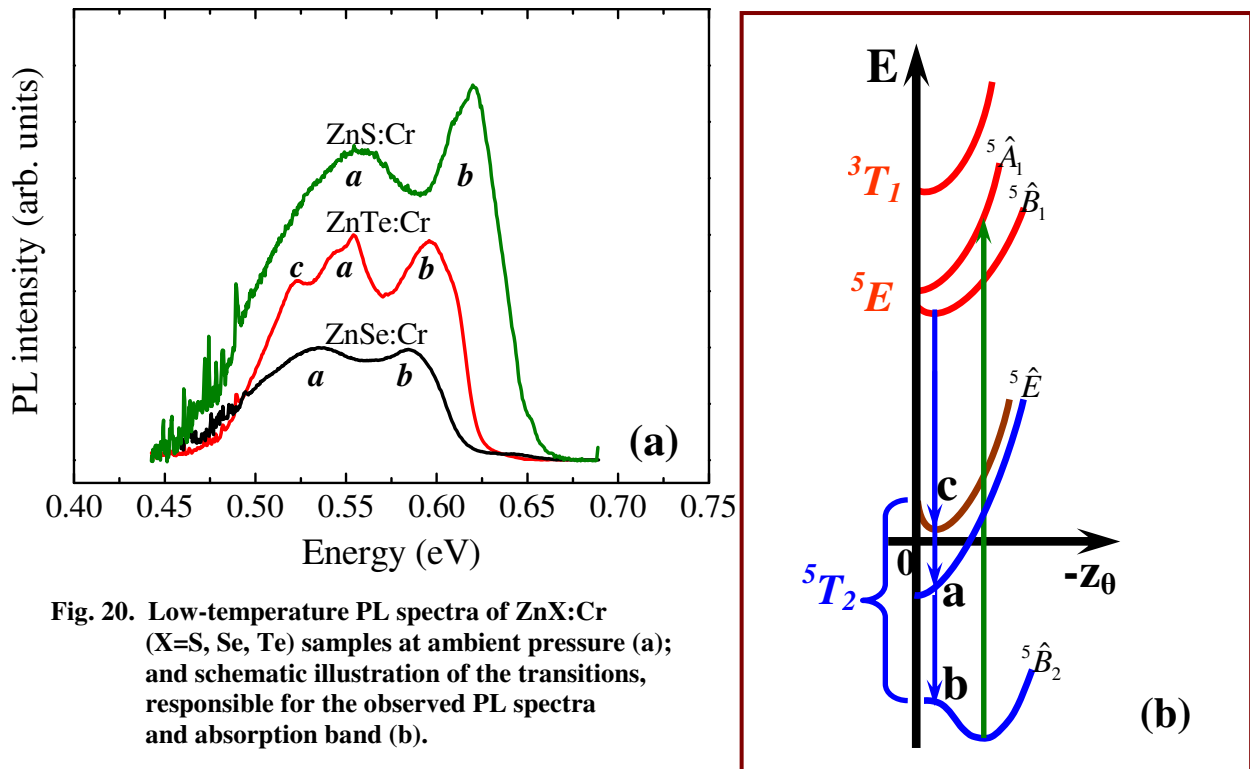 PL intensity (arb. units)
ZnS:Cr
a
b
ZnTe:Cr
c
a
b
ZnSe:Cr
a
b
(a)
0.40 0.45 0.50 0.55 0.60 0.65 0.70 0.75
Energy (eV)
Fig. 20. Low-temperature PL spectra of ZnX:Cr
(X=S, Se, Te) samples at ambient pressure (a);
and schematic illustration of the transitions,
responsible for the observed PL spectra
and absorption band (b).
E
³T₁
⁵Â₁
⁵B̂₁
⁵E
⁵Ê
c
0
-z_θ
⁵T₂
a
b
⁵B̂₂
(b)